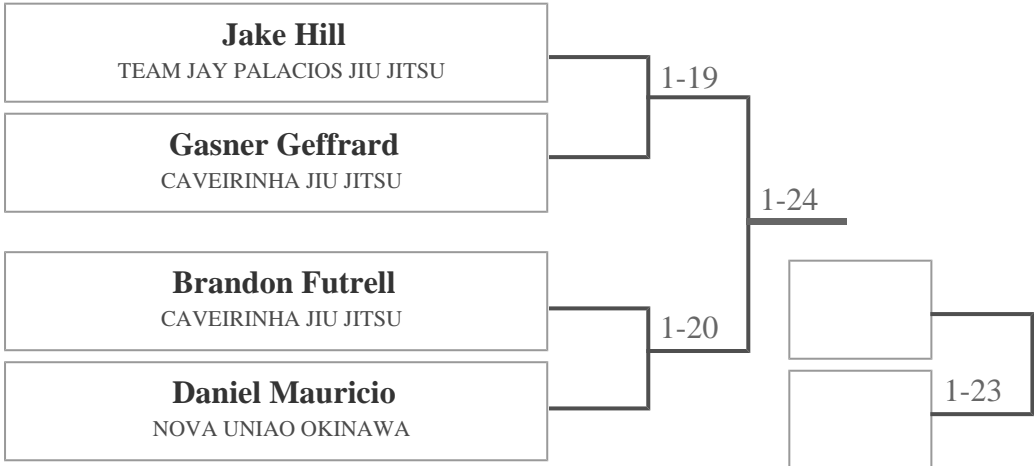 Jake Hill
TEAM JAY PALACIOS JIU JITSU
1-19
Gasner Geffrard
CAVEIRINHA JIU JITSU
1-24
Brandon Futrell
CAVEIRINHA JIU JITSU
1-20
Daniel Mauricio
NOVA UNIAO OKINAWA
1-23